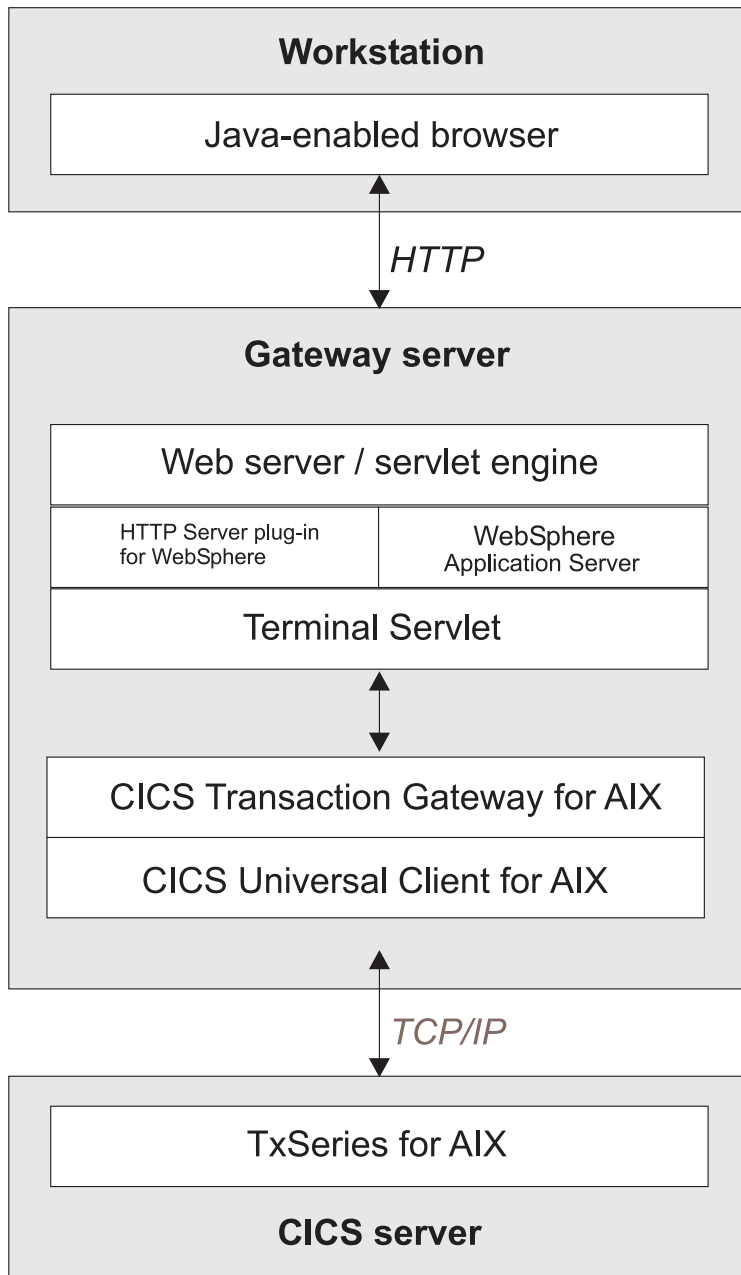 Workstation
Java-enabled browser
HTTP
Gateway server
Web server / servlet engine
HTTP Server plug-in
for WebSphere
WebSphere
Application Server
Terminal Servlet
CICS Transaction Gateway for AIX
CICS Universal Client for AIX
TCP/IP
TxSeries for AIX
CICS server